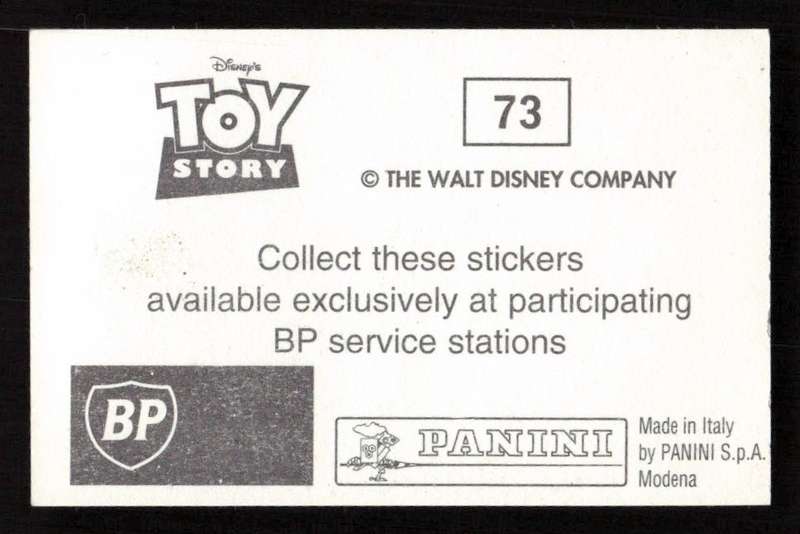 Disney's
TOY
STORY
73
© THE WALT DISNEY COMPANY
Collect these stickers
available exclusively at participating
BP service stations
BP
PANINI
Made in Italy
by PANINI S.p.A.
Modena